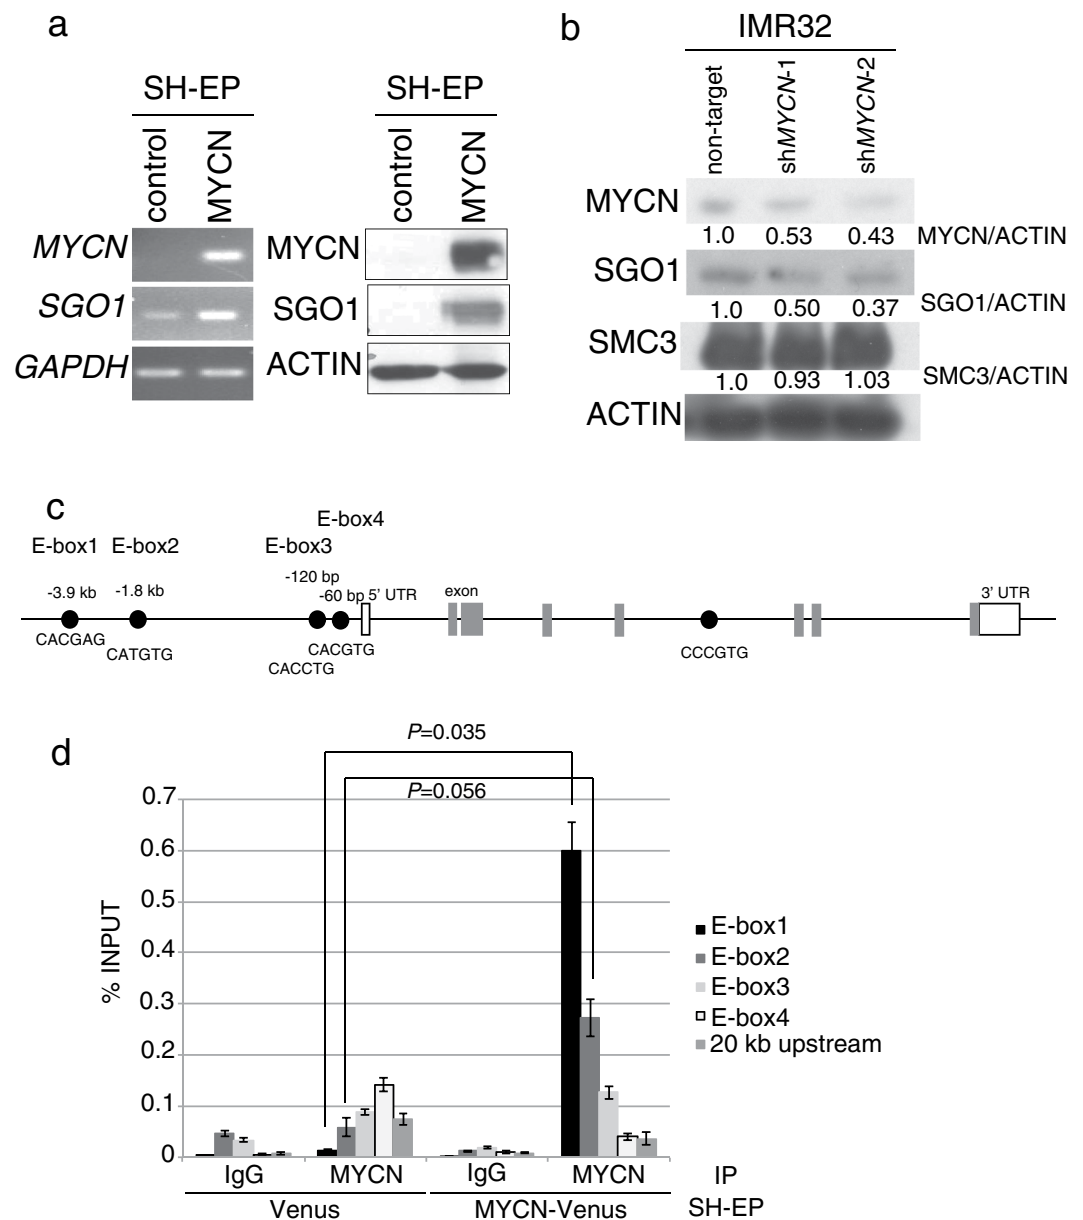 a
SH-EP
control
MYCN
MYCN
SGO1
GAPDH
SH-EP
control
MYCN
MYCN
SGO1
ACTIN
b
IMR32
non-target
shMYCN-1
shMYCN-2
MYCN
1.0 0.53 0.43 MYCN/ACTIN
SGO1
1.0 0.50 0.37 SGO1/ACTIN
SMC3
1.0 0.93 1.03 SMC3/ACTIN
ACTIN
c
E-box4
E-box1 E-box2 E-box3
-120 bp
-3.9 kb -1.8 kb -60 bp 5' UTR exon 3' UTR
CACGAG
CATGTG
CACGTG
CACCTG
CCCGTG
d
P=0.035
P=0.056
% INPUT
0.7
0.6
0.5
0.4
0.3
0.2
0.1
0
E-box1
E-box2
E-box3
E-box4
20 kb upstream
IgG MYCN IgG MYCN IP
Venus MYCN-Venus SH-EP